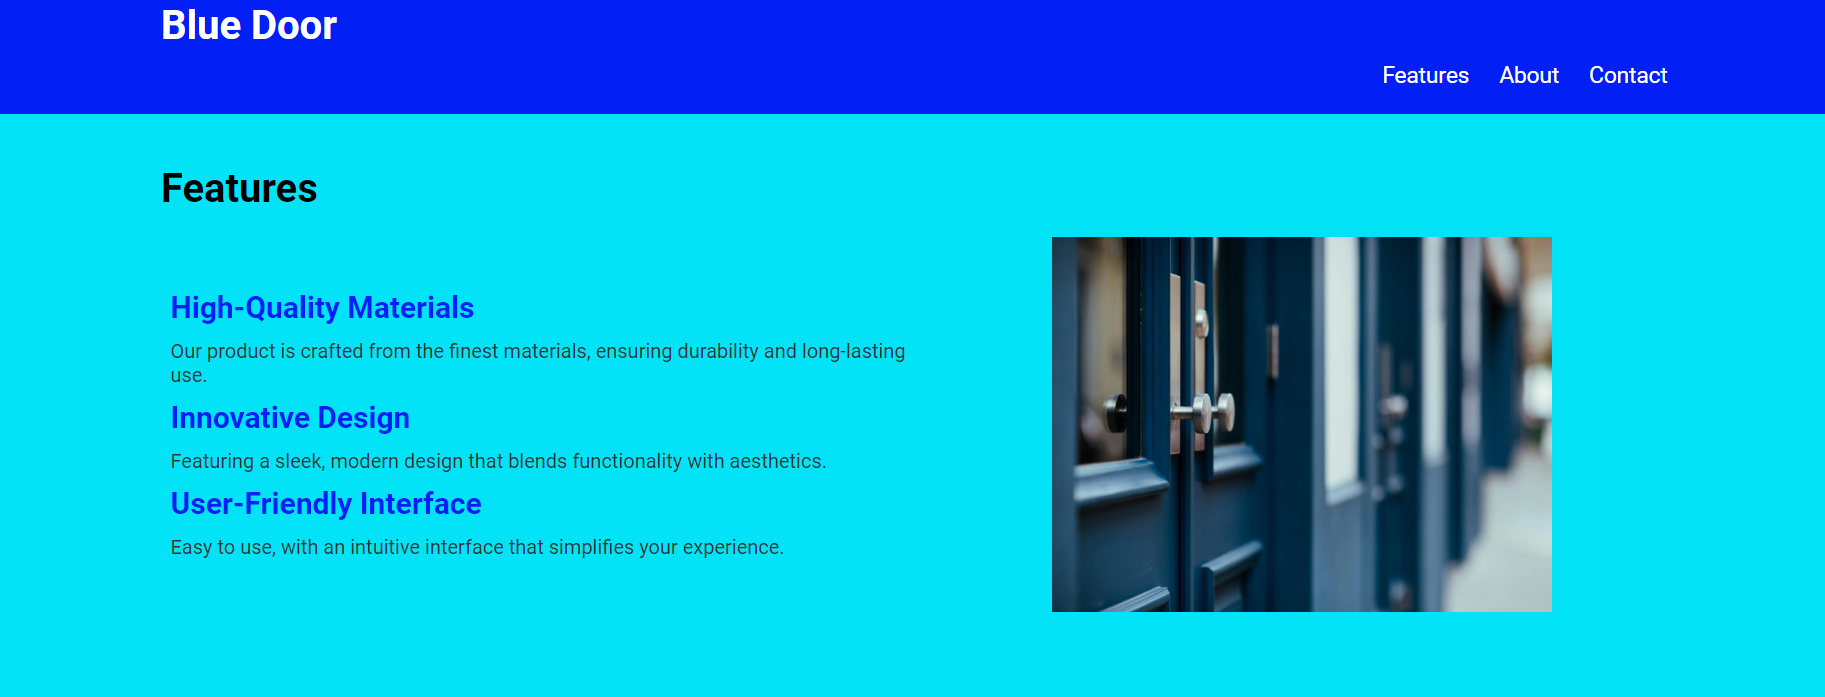 Blue Door
Features About Contact
Features
High-Quality Materials
Our product is crafted from the finest materials, ensuring durability and long-lasting
use.
Innovative Design
Featuring a sleek, modern design that blends functionality with aesthetics.
User-Friendly Interface
Easy to use, with an intuitive interface that simplifies your experience.